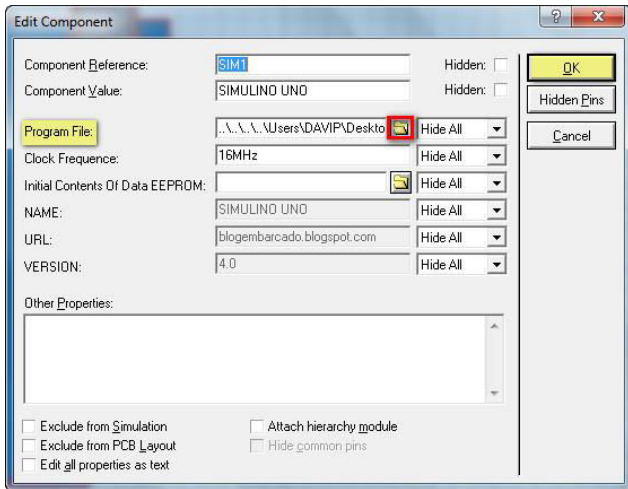 Edit Component
Component Reference: SIM1 Hidden: OK
Component Value: SIMULINO UNO Hidden: Hidden Pins
Program File: ..\..\..\..\Users\DAVIP\Deskto Hide All Cancel
Clock Frequence: 16MHz Hide All
Initial Contents Of Data EEPROM: Hide All
NAME: SIMULINO UNO Hide All
URL: blogembarcado.blogspot.com Hide All
VERSION: 4.0 Hide All
Other Properties:
Exclude from Simulation Attach hierarchy module
Exclude from PCB Layout Hide common pins
Edit all properties as text